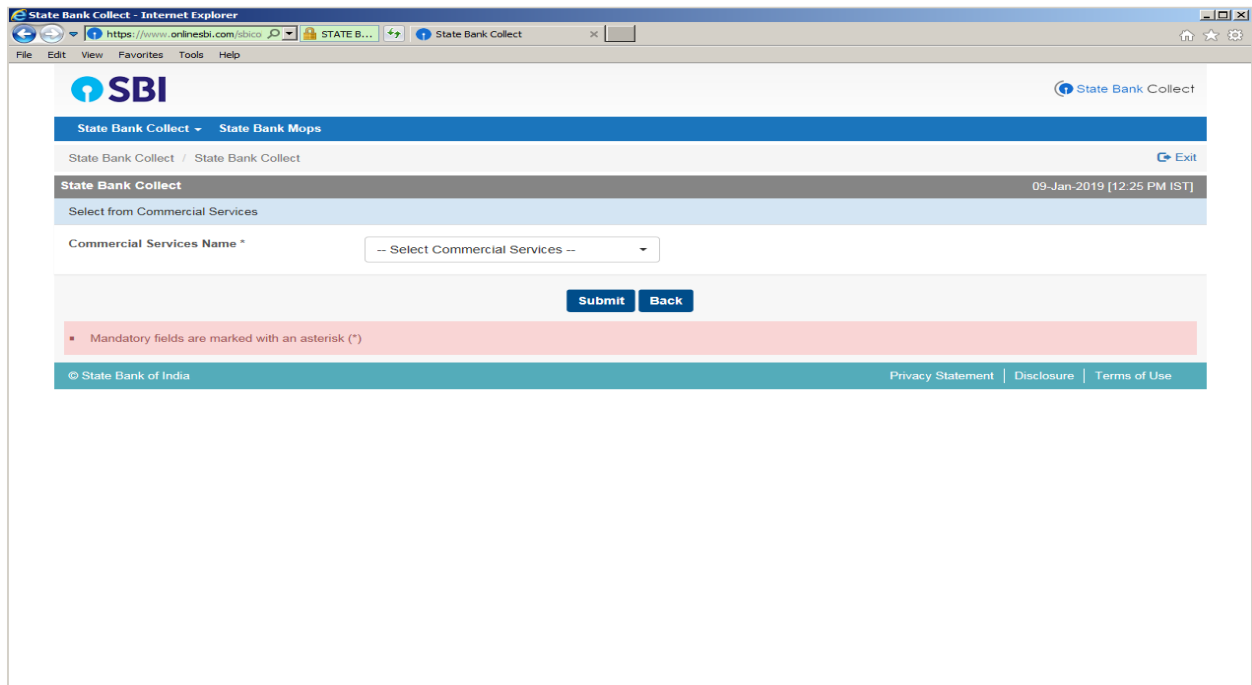 State Bank Collect - Internet Explorer
https://www.onlinesbi.com/sbico STATE B... State Bank Collect
File Edit View Favorites Tools Help
SBI State Bank Collect
State Bank Collect State Bank Mops
State Bank Collect / State Bank Collect Exit
State Bank Collect 09-Jan-2019 [12:25 PM IST]
Select from Commercial Services
Commercial Services Name * -- Select Commercial Services --
Submit Back
Mandatory fields are marked with an asterisk (*)
© State Bank of India Privacy Statement | Disclosure | Terms of Use